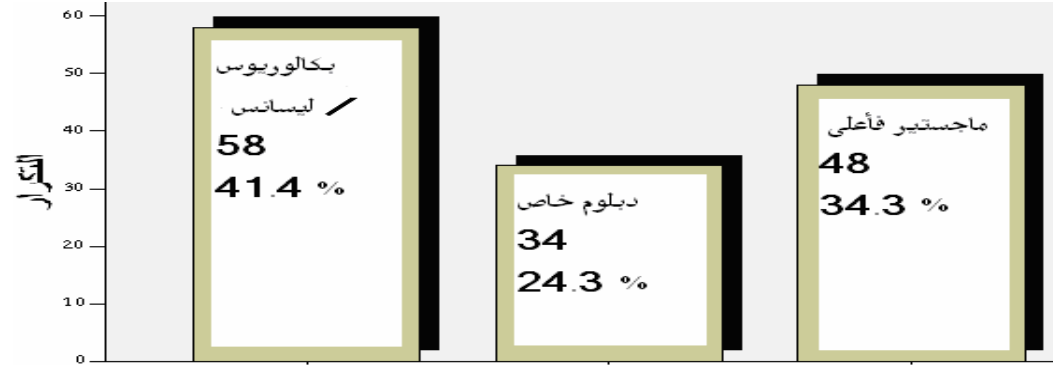 التكرار
60
50
40
30
20
10
0
بكالوريوس
/ ليسانس
58
41.4 %
دبلوم خاص
34
24.3 %
ماجستير فأعلى
48
34.3 %